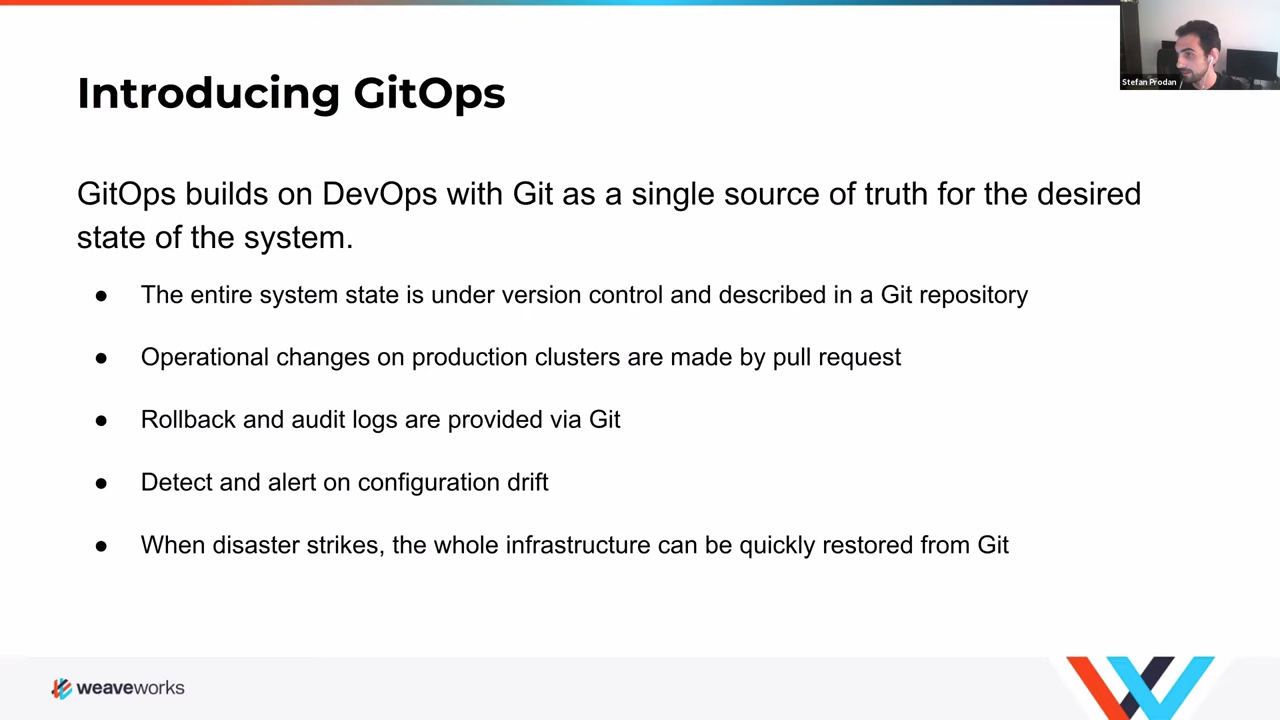 Stefan Prodan
Introducing GitOps
GitOps builds on DevOps with Git as a single source of truth for the desired
state of the system.
● The entire system state is under version control and described in a Git repository
● Operational changes on production clusters are made by pull request
● Rollback and audit logs are provided via Git
● Detect and alert on configuration drift
● When disaster strikes, the whole infrastructure can be quickly restored from Git
weaveworks